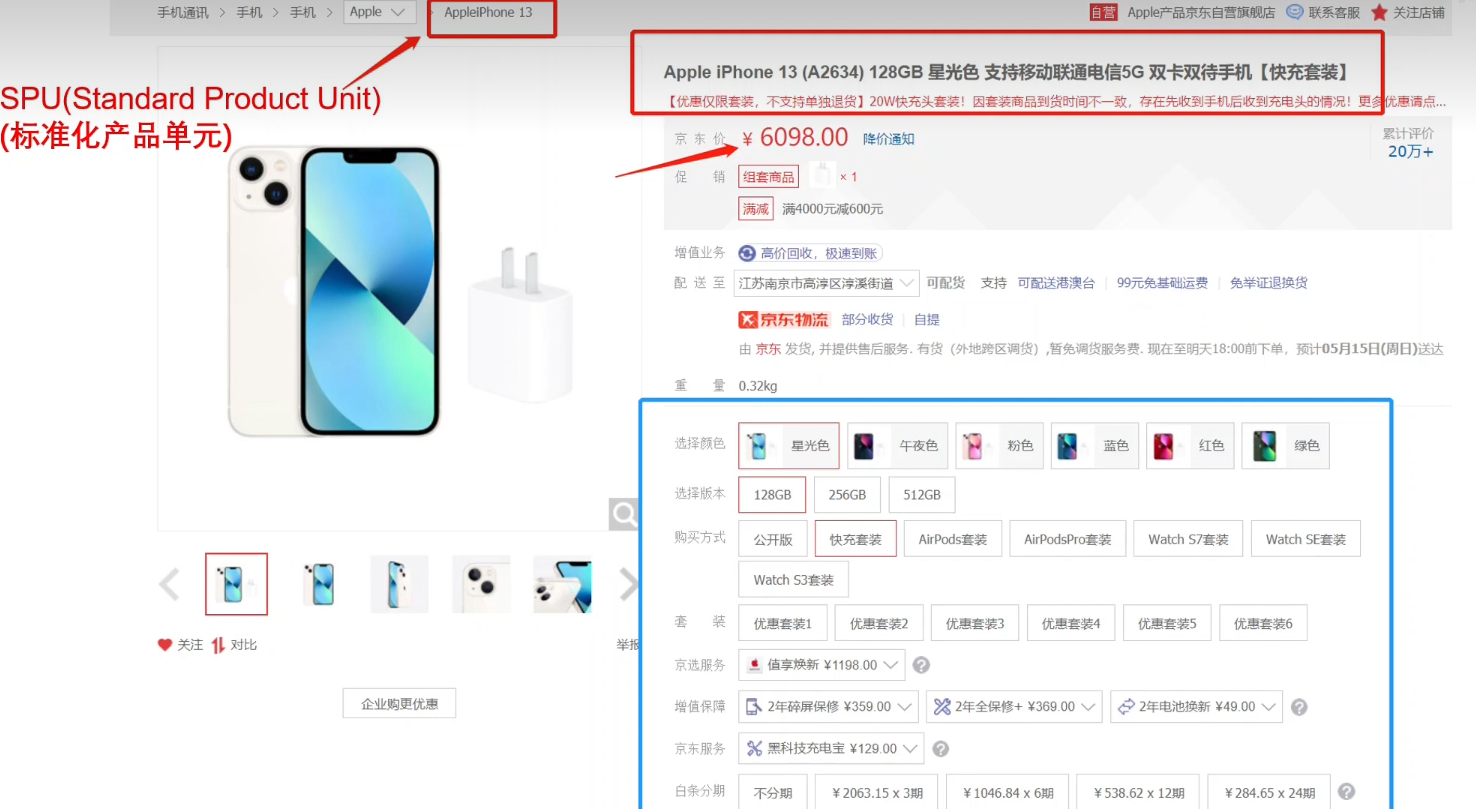 手机通讯 > 手机 > 手机 > Apple > AppleiPhone 13
自营 Apple产品京东自营旗舰店 联系客服 关注店铺
SPU(Standard Product Unit)
(标准化产品单元)
Apple iPhone 13 (A2634) 128GB 星光色 支持移动联通电信5G 双卡双待手机【快充套装】
【优惠仅限套装，不支持单独退货】20W快充头套装！因套装商品到货时间不一致，存在先收到手机后收到充电头的情况！更多优惠请点...
京东价 ¥ 6098.00 降价通知
累计评价
20万+
促销 组套商品 × 1
满减 满4000元减600元
增值业务 高价回收，极速到账
配送至 江苏南京市高淳区淳溪街道 可配货 支持 可配送港澳台 | 99元免基础运费 | 免举证退换货
京东物流 部分收货 | 自提
由 京东 发货, 并提供售后服务. 有货（外地跨区调货）,暂免调货服务费. 现在至明天18:00前下单，预计05月15日(周日)送达
重量 0.32kg
选择颜色 星光色 午夜色 粉色 蓝色 红色 绿色
选择版本 128GB 256GB 512GB
购买方式 公开版 快充套装 AirPods套装 AirPodsPro套装 Watch S7套装 Watch SE套装
Watch S3套装
套装 优惠套装1 优惠套装2 优惠套装3 优惠套装4 优惠套装5 优惠套装6
京选服务 值享焕新 ¥1198.00
增值保障 2年碎屏保修 ¥359.00 2年全保修+ ¥369.00 2年电池换新 ¥49.00
京东服务 黑科技充电宝 ¥129.00
白条分期 不分期 ¥2063.15 x 3期 ¥1046.84 x 6期 ¥538.62 x 12期 ¥284.65 x 24期
关注 对比 举报
企业购更优惠